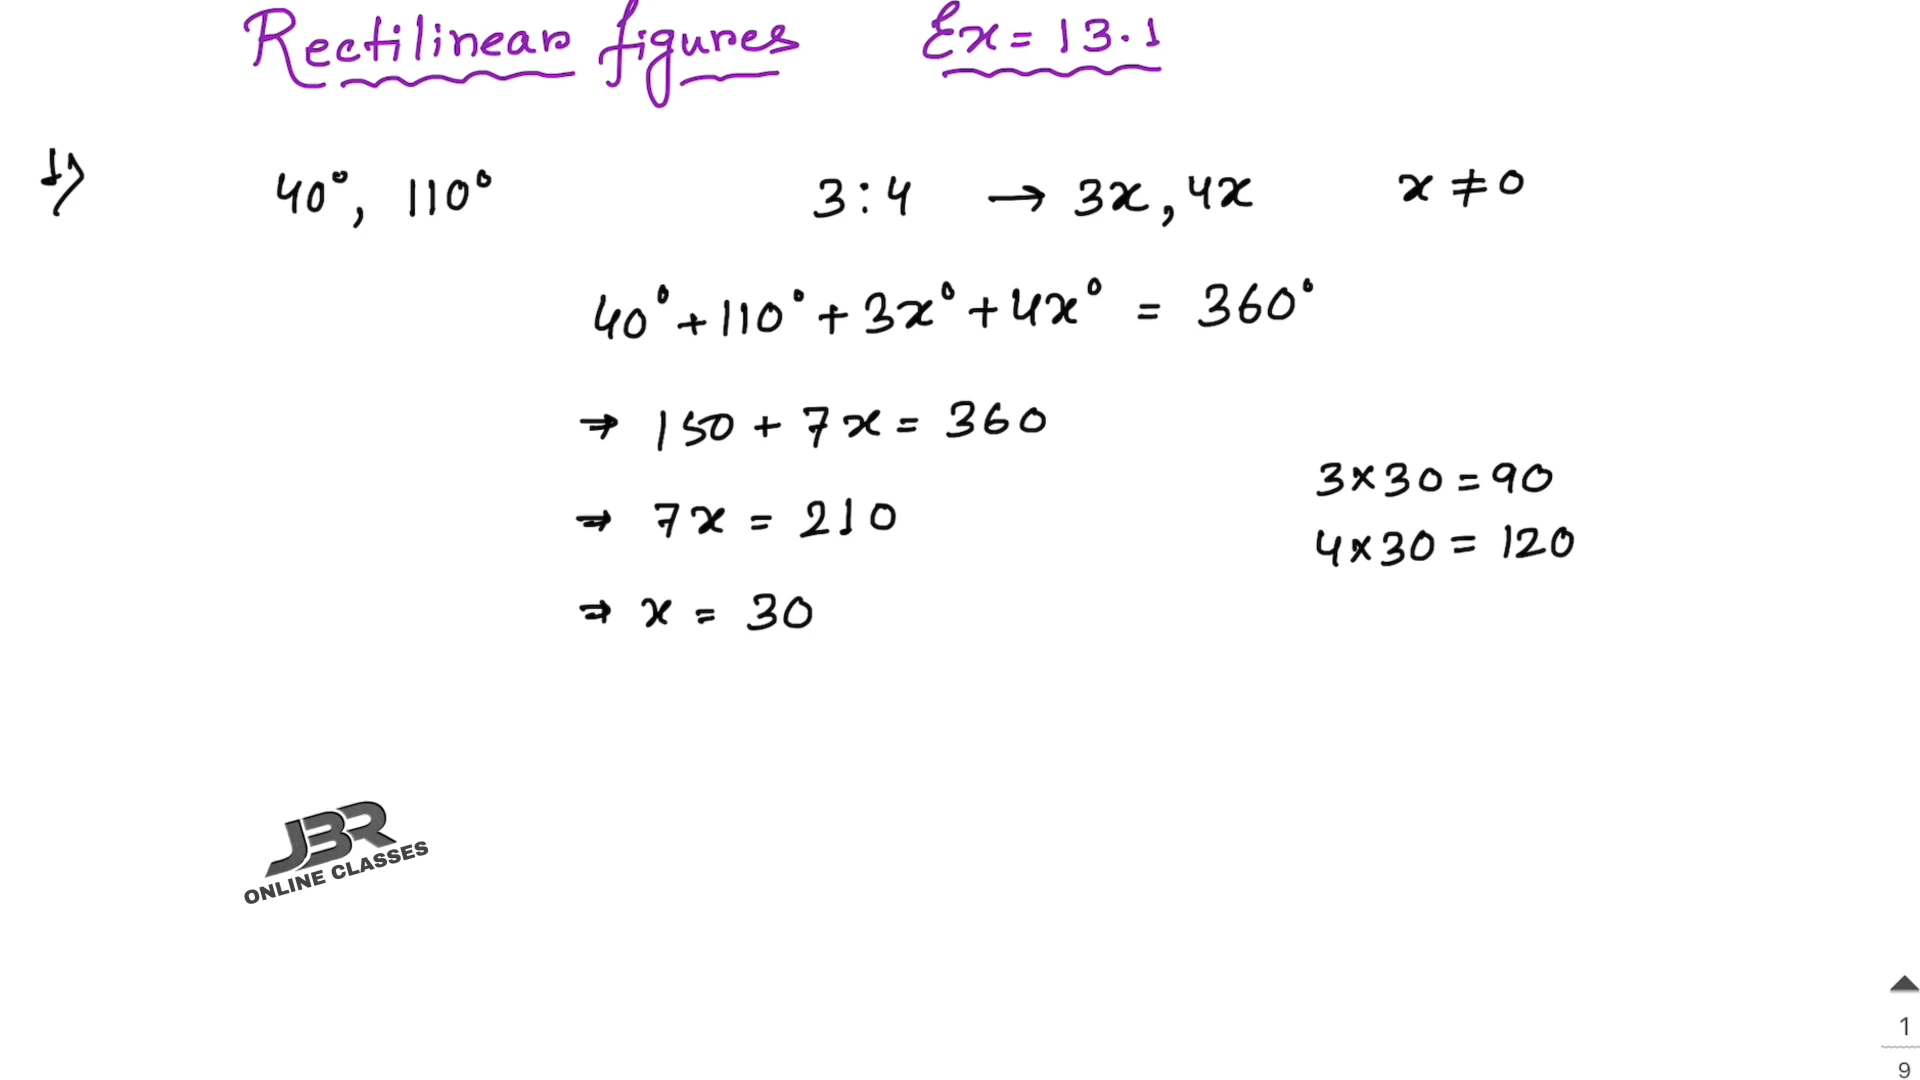 Rectilinear figures Ex = 13.1
1) 40°, 110° 3:4 → 3x, 4x x ≠ 0
40° + 110° + 3x° + 4x° = 360°
⇒ 150 + 7x = 360
3×30 = 90
⇒ 7x = 210
4×30 = 120
⇒ x = 30
JBR
ONLINE CLASSES
1
9